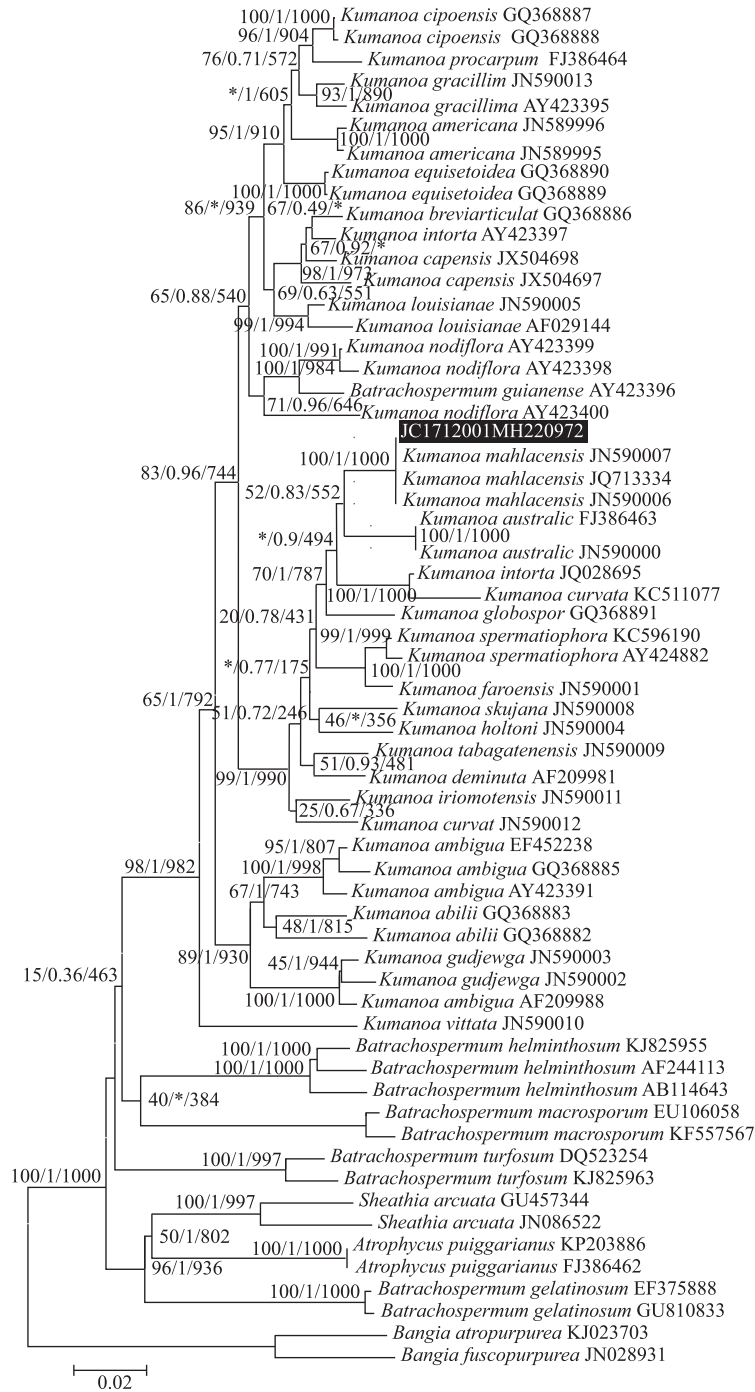 100/1/1000 Kumanoa cipoensis GQ368887
96/1/904 Kumanoa cipoensis GQ368888
76/0.71/572 Kumanoa procarpum FJ386464
Kumanoa gracillim JN590013
*/1/605 93/1/890
Kumanoa gracillima AY423395
Kumanoa americana JN589996
95/1/910 100/1/1000
Kumanoa americana JN589995
Kumanoa equisetoidea GQ368890
100/1/1000 Kumanoa equisetoidea GQ368889
86/*/939 67/0.49/* Kumanoa breviarticulat GQ368886
Kumanoa intorta AY423397
67/0.92/*
Kumanoa capensis JX504698
98/1/973 Kumanoa capensis JX504697
65/0.88/540 69/0.63/551
Kumanoa louisianae JN590005
99/1/994 Kumanoa louisianae AF029144
100/1/991 Kumanoa nodiflora AY423399
100/1/984 Kumanoa nodiflora AY423398
Batrachospermum guianense AY423396
71/0.96/646 Kumanoa nodiflora AY423400
JC1712001MH220972
100/1/1000 Kumanoa mahlacensis JN590007
83/0.96/744 Kumanoa mahlacensis JQ713334
52/0.83/552 Kumanoa mahlacensis JN590006
Kumanoa australic FJ386463
*/0.9/494 100/1/1000
Kumanoa australic JN590000
70/1/787 Kumanoa intorta JQ028695
100/1/1000 Kumanoa curvata KC511077
20/0.78/431 Kumanoa globospor GQ368891
99/1/999 Kumanoa spermatiophora KC596190
Kumanoa spermatiophora AY424882
*/0.77/175 100/1/1000
Kumanoa faroensis JN590001
65/1/792 Kumanoa skujana JN590008
51/0.72/246 46/*/356
Kumanoa holtoni JN590004
Kumanoa tabagatenensis JN590009
51/0.93/481
99/1/990 Kumanoa deminuta AF209981
Kumanoa iriomotensis JN590011
25/0.67/336
Kumanoa curvat JN590012
95/1/807 Kumanoa ambigua EF452238
98/1/982 100/1/998 Kumanoa ambigua GQ368885
67/1/743 Kumanoa ambigua AY423391
Kumanoa abilii GQ368883
48/1/815
Kumanoa abilii GQ368882
89/1/930 45/1/944 Kumanoa gudjewga JN590003
15/0.36/463 Kumanoa gudjewga JN590002
100/1/1000 Kumanoa ambigua AF209988
Kumanoa vittata JN590010
100/1/1000 Batrachospermum helminthosum KJ825955
100/1/1000 Batrachospermum helminthosum AF244113
Batrachospermum helminthosum AB114643
40/*/384
Batrachospermum macrosporum EU106058
Batrachospermum macrosporum KF557567
100/1/997 Batrachospermum turfosum DQ523254
100/1/1000 Batrachospermum turfosum KJ825963
100/1/997 Sheathia arcuata GU457344
Sheathia arcuata JN086522
50/1/802
100/1/1000 Atrophycus puiggarianus KP203886
96/1/936 Atrophycus puiggarianus FJ386462
100/1/1000 Batrachospermum gelatinosum EF375888
Batrachospermum gelatinosum GU810833
Bangia atropurpurea KJ023703
Bangia fuscopurpurea JN028931
0.02